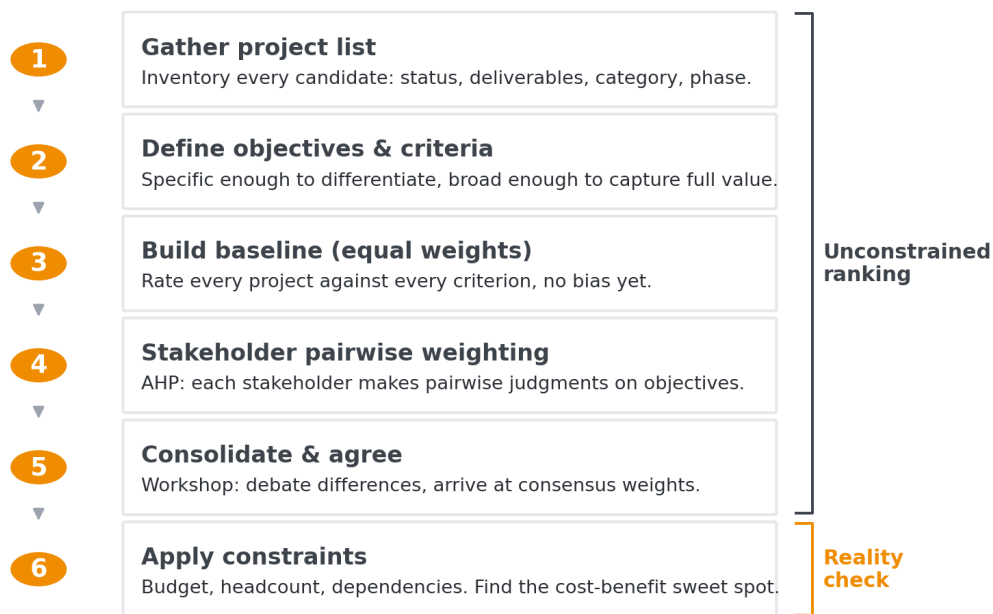 1
Gather project list
Inventory every candidate: status, deliverables, category, phase.
2
Define objectives & criteria
Specific enough to differentiate, broad enough to capture full value.
3
Build baseline (equal weights)
Rate every project against every criterion, no bias yet.
Unconstrained
ranking
4
Stakeholder pairwise weighting
AHP: each stakeholder makes pairwise judgments on objectives.
5
Consolidate & agree
Workshop: debate differences, arrive at consensus weights.
6
Apply constraints
Budget, headcount, dependencies. Find the cost-benefit sweet spot.
Reality
check